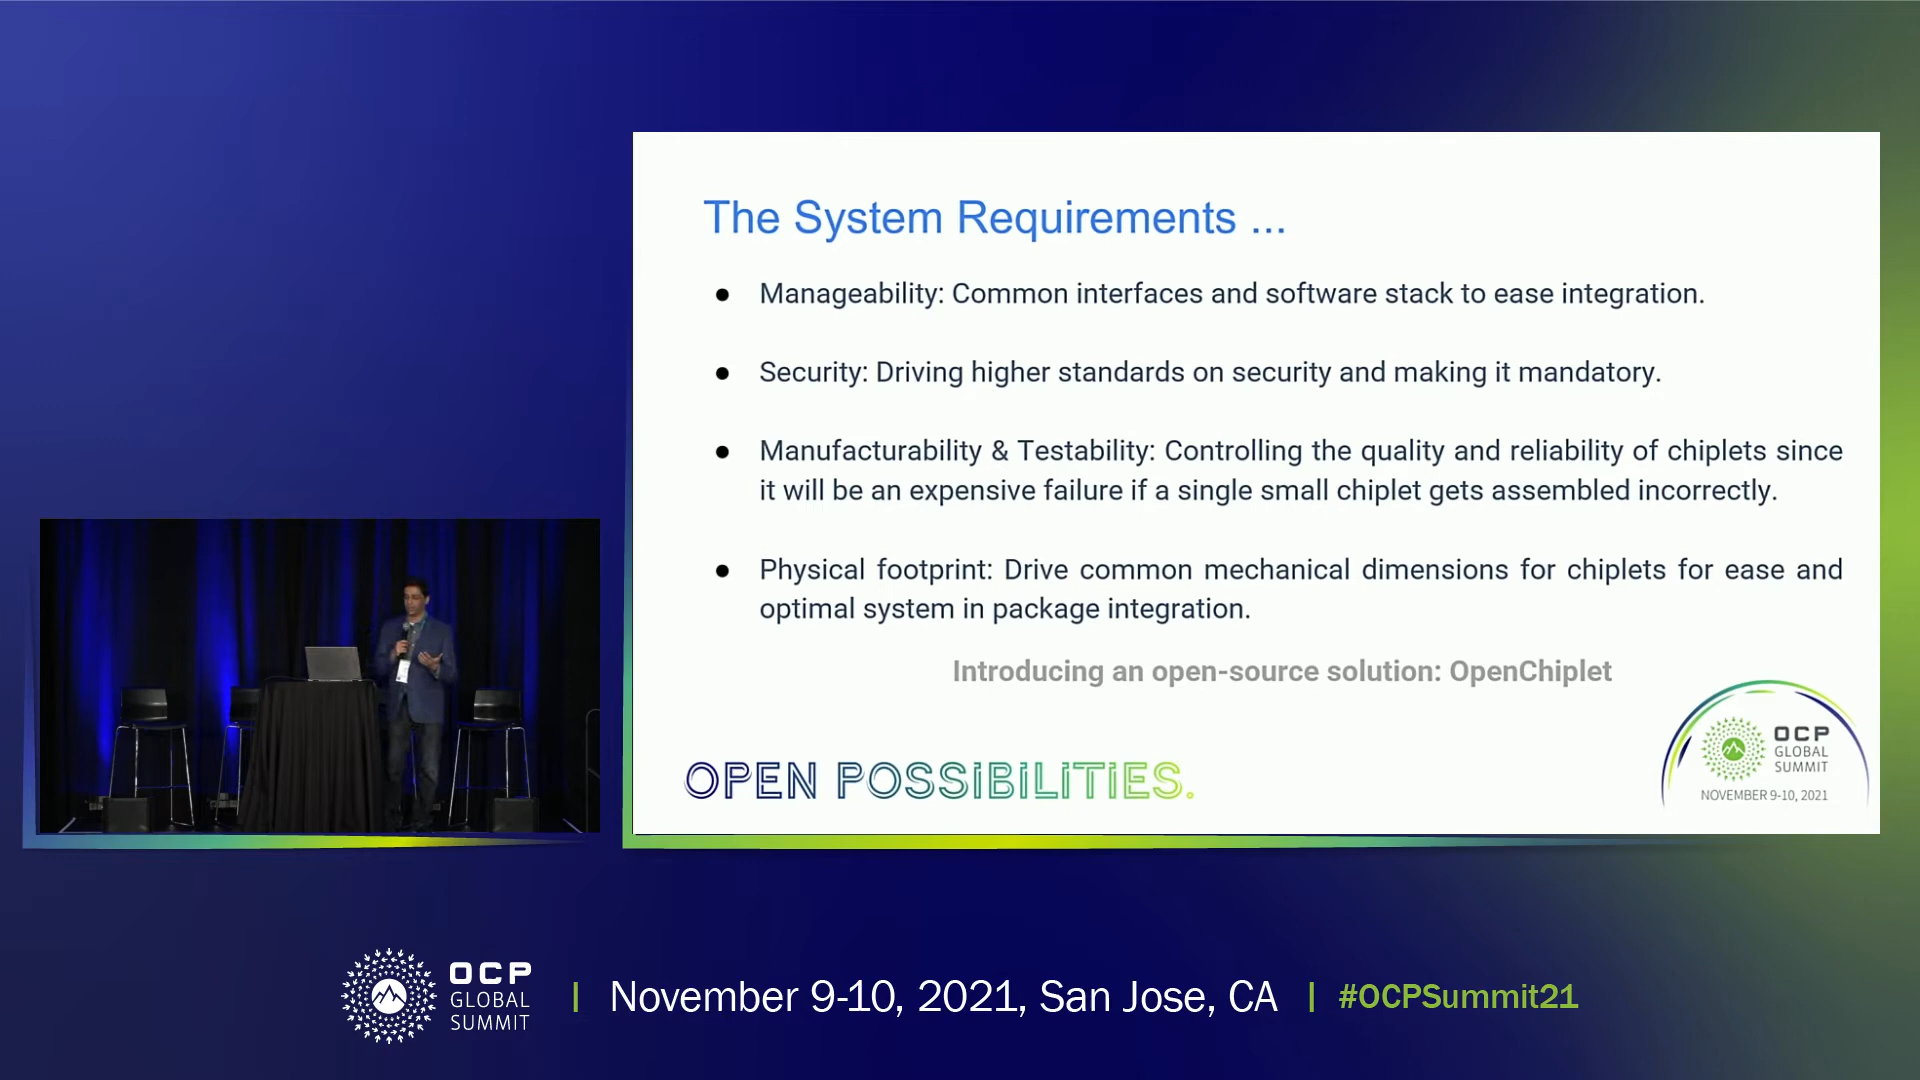 The System Requirements ...
● Manageability: Common interfaces and software stack to ease integration.
● Security: Driving higher standards on security and making it mandatory.
● Manufacturability & Testability: Controlling the quality and reliability of chiplets since
it will be an expensive failure if a single small chiplet gets assembled incorrectly.
● Physical footprint: Drive common mechanical dimensions for chiplets for ease and
optimal system in package integration.
Introducing an open-source solution: OpenChiplet
OPEN POSSIBILITIES.
OCP
GLOBAL
SUMMIT
NOVEMBER 9-10, 2021
OCP
GLOBAL
SUMMIT
| November 9-10, 2021, San Jose, CA | #OCPSummit21